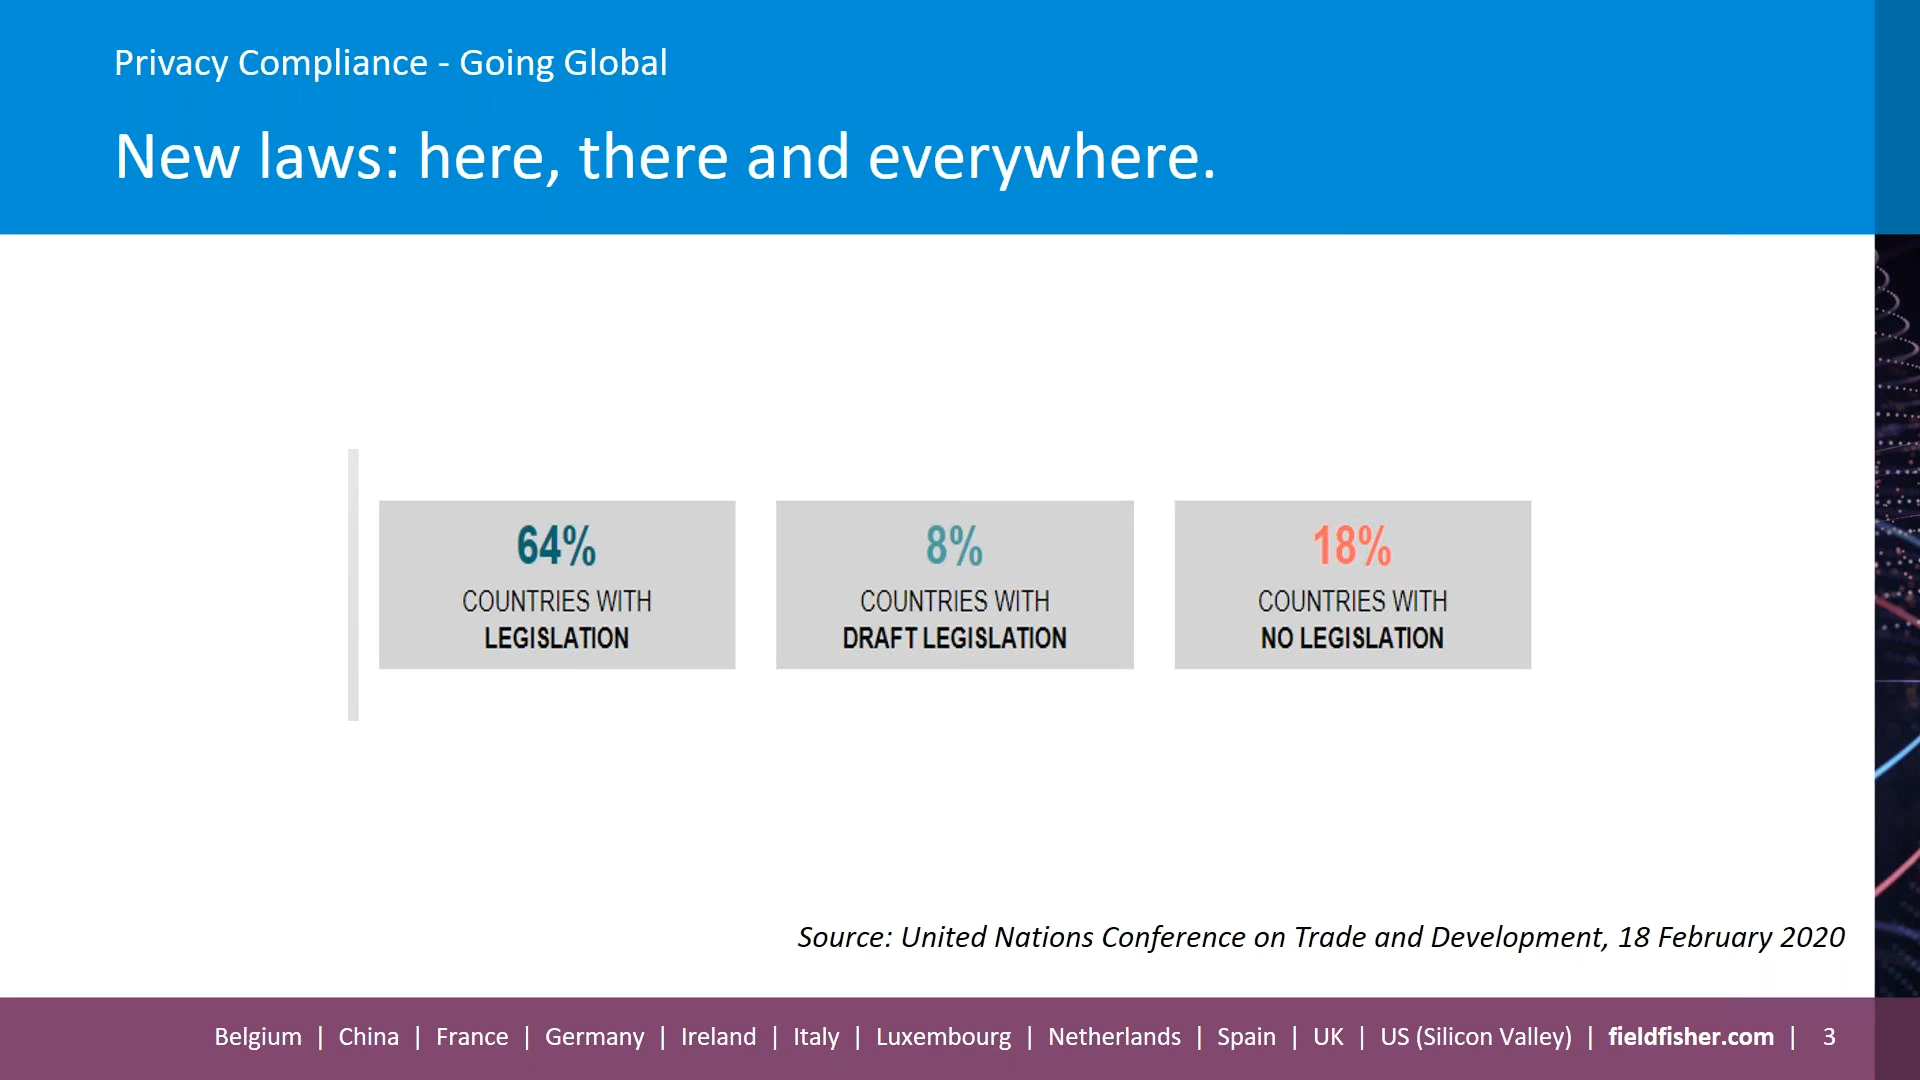 Privacy Compliance - Going Global
New laws: here, there and everywhere.
64%
COUNTRIES WITH
LEGISLATION
8%
COUNTRIES WITH
DRAFT LEGISLATION
18%
COUNTRIES WITH
NO LEGISLATION
Source: United Nations Conference on Trade and Development, 18 February 2020
Belgium | China | France | Germany | Ireland | Italy | Luxembourg | Netherlands | Spain | UK | US (Silicon Valley) | fieldfisher.com | 3